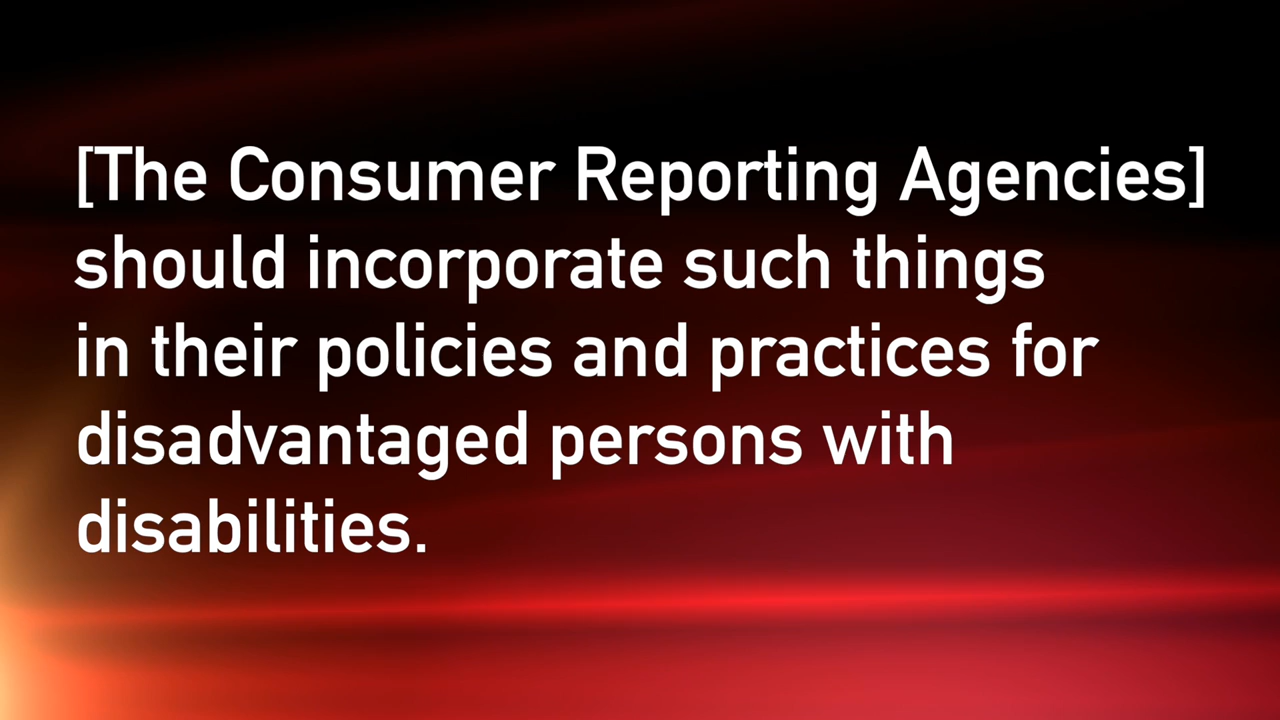 [The Consumer Reporting Agencies]
should incorporate such things
in their policies and practices for
disadvantaged persons with
disabilities.